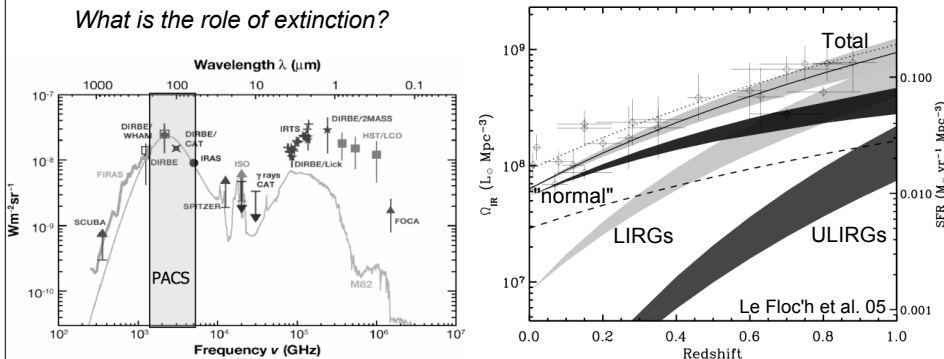 What is the role of extinction?
Wavelength λ (μm)
1000 100 10 1 0.1
10⁻⁷
10⁻⁸
10⁻⁹
10⁻¹⁰
Wm⁻²sr⁻¹
DIRBE/
WHAM
DIRBE/
CAT
DIRBE
IRAS
FIRAS
SCUBA
PACS
SPITZER
ISO
γ rays
CAT
IRTS
DIRBE/2MASS
DIRBE/Lick
HST/LCO
FOCA
M82
10² 10³ 10⁴ 10⁵ 10⁶ 10⁷
Frequency ν (GHz)
10⁹
10⁸
10⁷
Ω_IR (L⊙ Mpc⁻³)
Total
"normal"
LIRGs
ULIRGs
Le Floc'h et al. 05
0.100
0.010
0.001
SFR (M⊙ yr⁻¹ Mpc⁻³)
0.0 0.2 0.4 0.6 0.8 1.0
Redshift